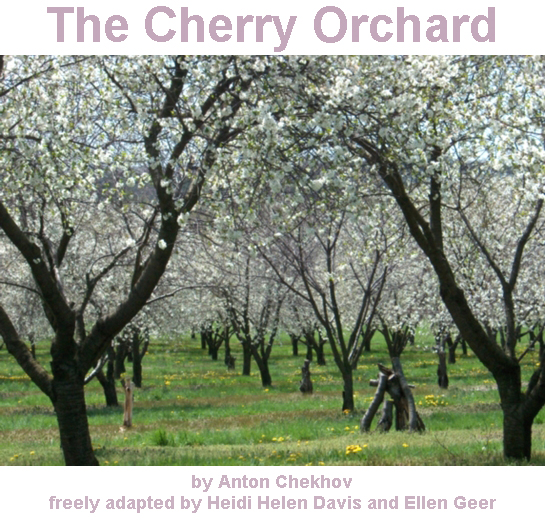 The Cherry Orchard
by Anton Chekhov
freely adapted by Heidi Helen Davis and Ellen Geer